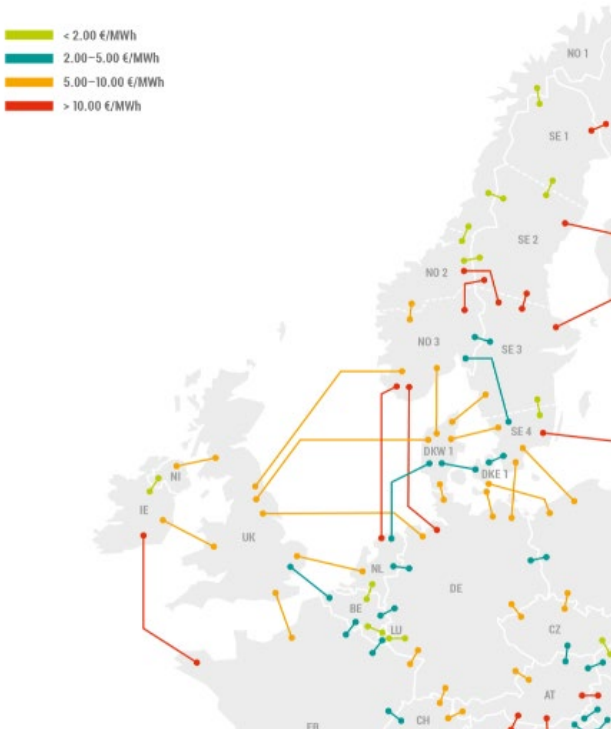 < 2.00 €/MWh
2.00–5.00 €/MWh
5.00–10.00 €/MWh
> 10.00 €/MWh
NO 1
SE 1
SE 2
NO 2
NO 3
SE 3
SE 4
DKW 1
DKE 1
NI
IE
UK
NL
DE
BE
LU
CZ
AT
CH
FR